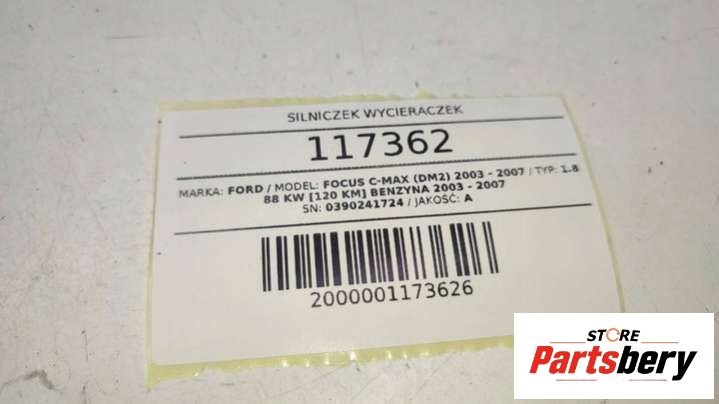 SILNICZEK WYCIERACZEK
117362
MARKA: FORD / MODEL: FOCUS C-MAX (DM2) 2003 - 2007 / TYP: 1.8
88 KW [120 KM] BENZYNA 2003 - 2007
SN: 0390241724 / JAKOŚĆ: A
2000001173626
STORE
Partsbery